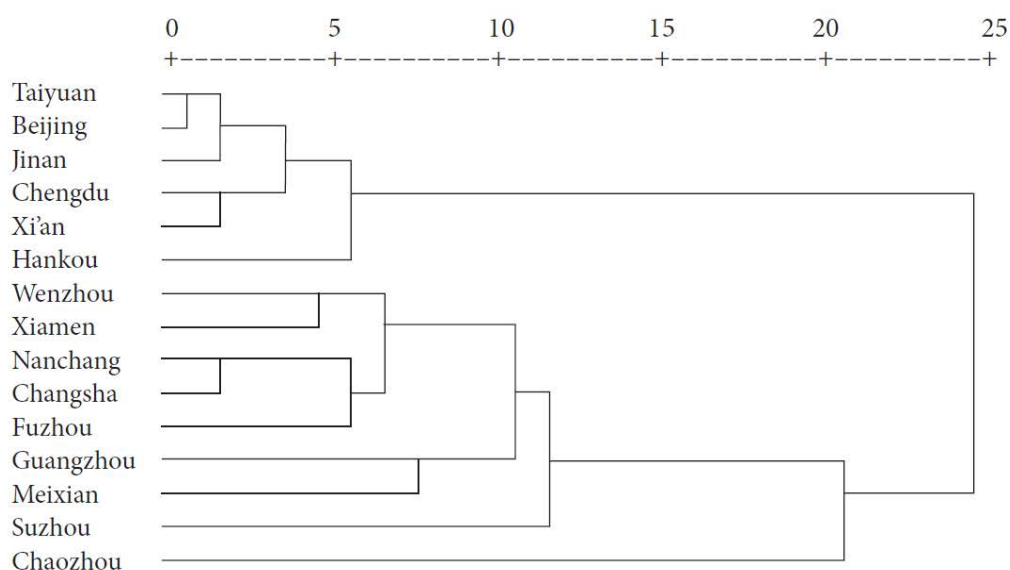 0 5 10 15 20 25
+---------+---------+---------+---------+---------+
Taiyuan
Beijing
Jinan
Chengdu
Xi’an
Hankou
Wenzhou
Xiamen
Nanchang
Changsha
Fuzhou
Guangzhou
Meixian
Suzhou
Chaozhou